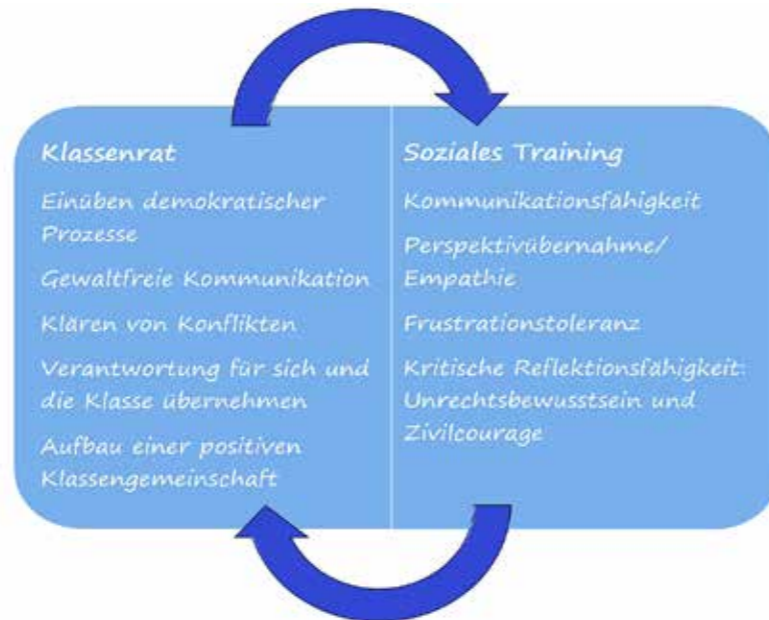 Klassenrat
Einüben demokratischer
Prozesse
Gewaltfreie Kommunikation
Klären von Konflikten
Verantwortung für sich und
die Klasse übernehmen
Aufbau einer positiven
Klassengemeinschaft
Soziales Training
Kommunikationsfähigkeit
Perspektivübernahme/
Empathie
Frustrationstoleranz
Kritische Reflektionsfähigkeit:
Unrechtsbewusstsein und
Zivilcourage